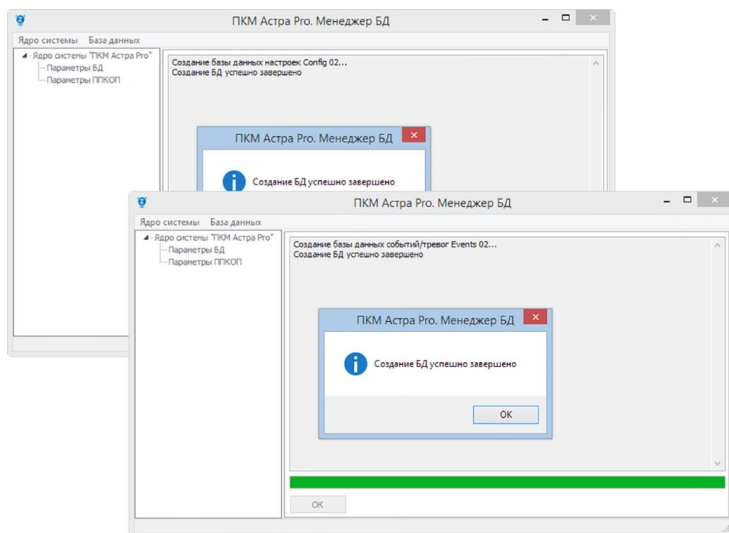 ПКМ Астра Pro. Менеджер БД
Ядро системы База данных
Ядро системы "ПКМ Астра Pro"
Параметры БД
Параметры ППКОП
Создание базы данных настроек Config 02...
Создание БД успешно завершено
ПКМ Астра Pro. Менеджер БД
Создание БД успешно завершено
ПКМ Астра Pro. Менеджер БД
Ядро системы База данных
Ядро системы "ПКМ Астра Pro"
Параметры БД
Параметры ППКОП
Создание базы данных событий/тревог Events 02...
Создание БД успешно завершено
ПКМ Астра Pro. Менеджер БД
Создание БД успешно завершено
OK
OK